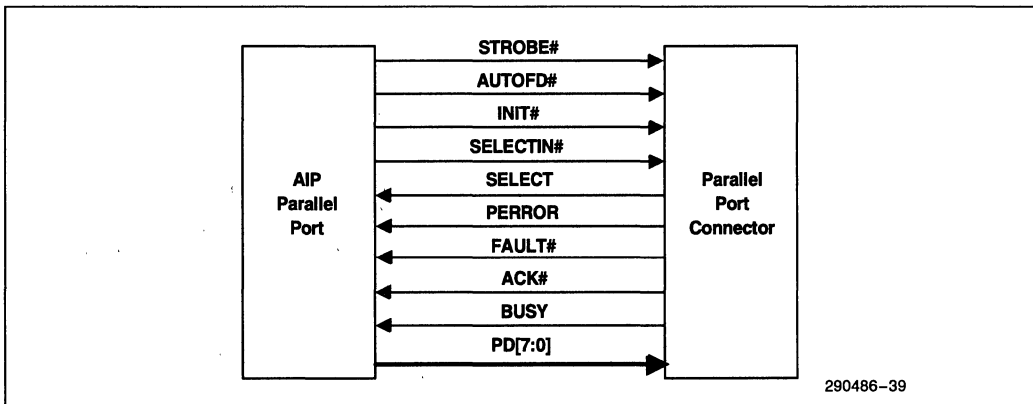 STROBE#
AUTOFD#
INIT#
SELECTIN#
AIP
Parallel
Port
SELECT
PERROR
FAULT#
ACK#
BUSY
PD[7:0]
Parallel
Port
Connector
290486–39